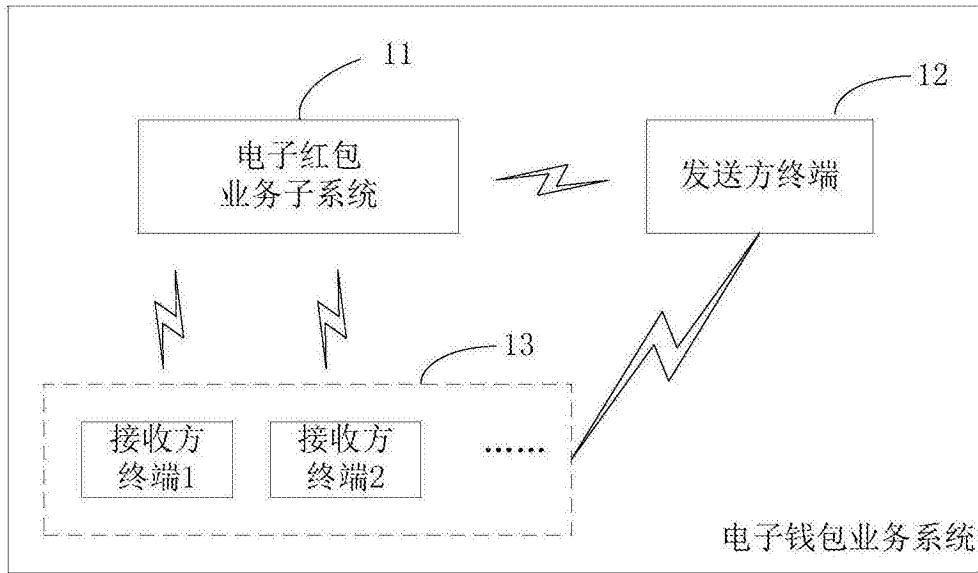 11
12
电子红包
业务子系统
发送方终端
13
接收方
终端1
接收方
终端2
……
电子钱包业务系统